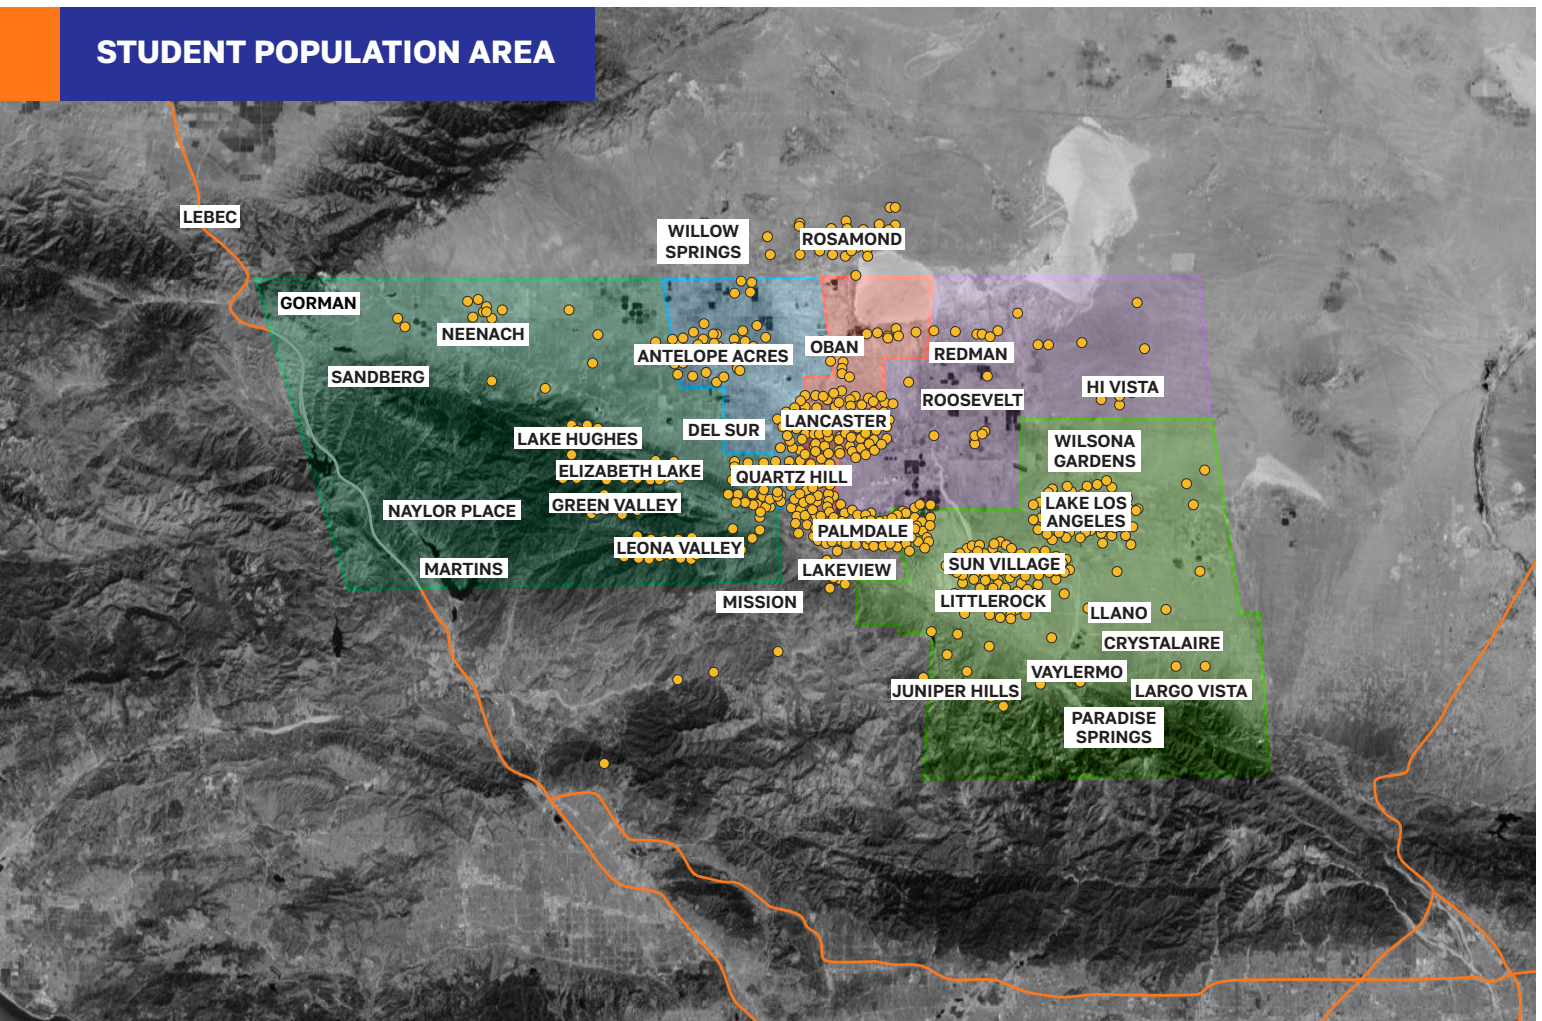 STUDENT POPULATION AREA
LEBEC
WILLOW
SPRINGS
ROSAMOND
GORMAN
NEENACH
ANTELOPE ACRES
OBAN
REDMAN
SANDBERG
HI VISTA
ROOSEVELT
DEL SUR
LANCASTER
LAKE HUGHES
WILSONA
GARDENS
ELIZABETH LAKE
QUARTZ HILL
GREEN VALLEY
NAYLOR PLACE
LAKE LOS
ANGELES
PALMDALE
LEONA VALLEY
MARTINS
LAKEVIEW
SUN VILLAGE
MISSION
LITTLEROCK
LLANO
CRYSTALAIRE
VAYLERMO
JUNIPER HILLS
LARGO VISTA
PARADISE
SPRINGS